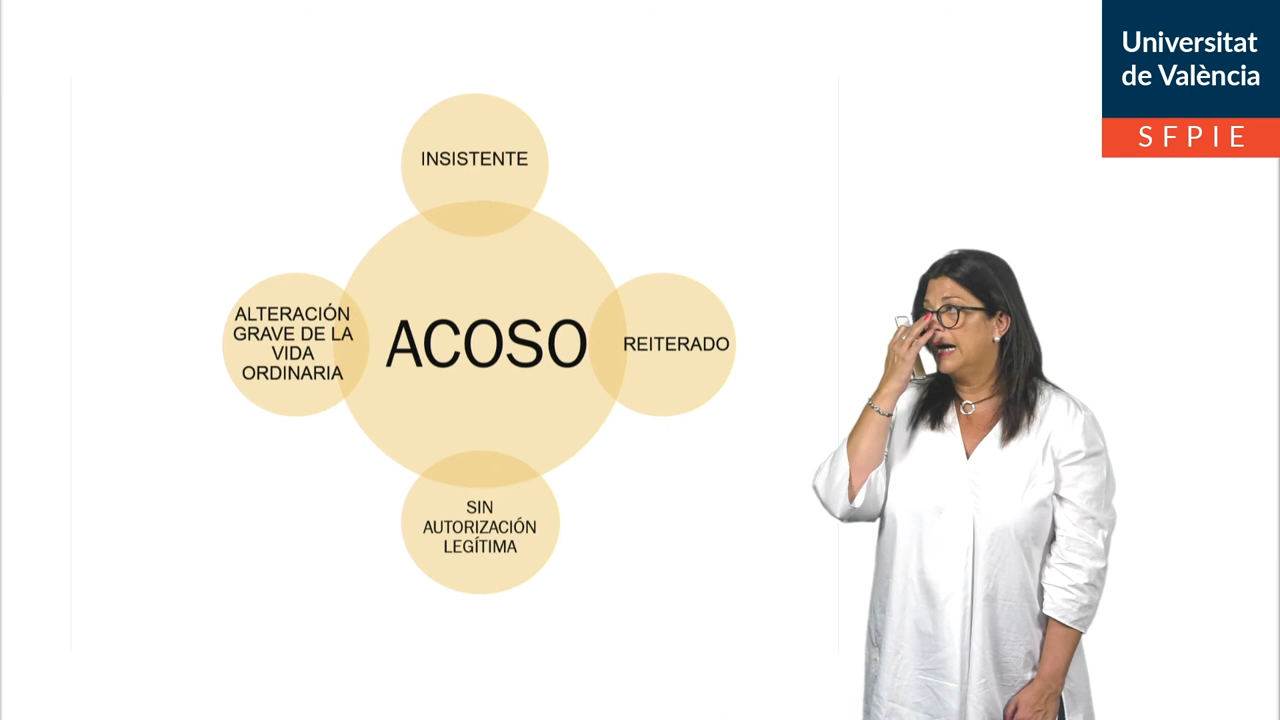 Universitat
de València
SFPIE
INSISTENTE
ALTERACIÓN
GRAVE DE LA
VIDA
ORDINARIA
ACOSO
REITERADO
SIN
AUTORIZACIÓN
LEGÍTIMA